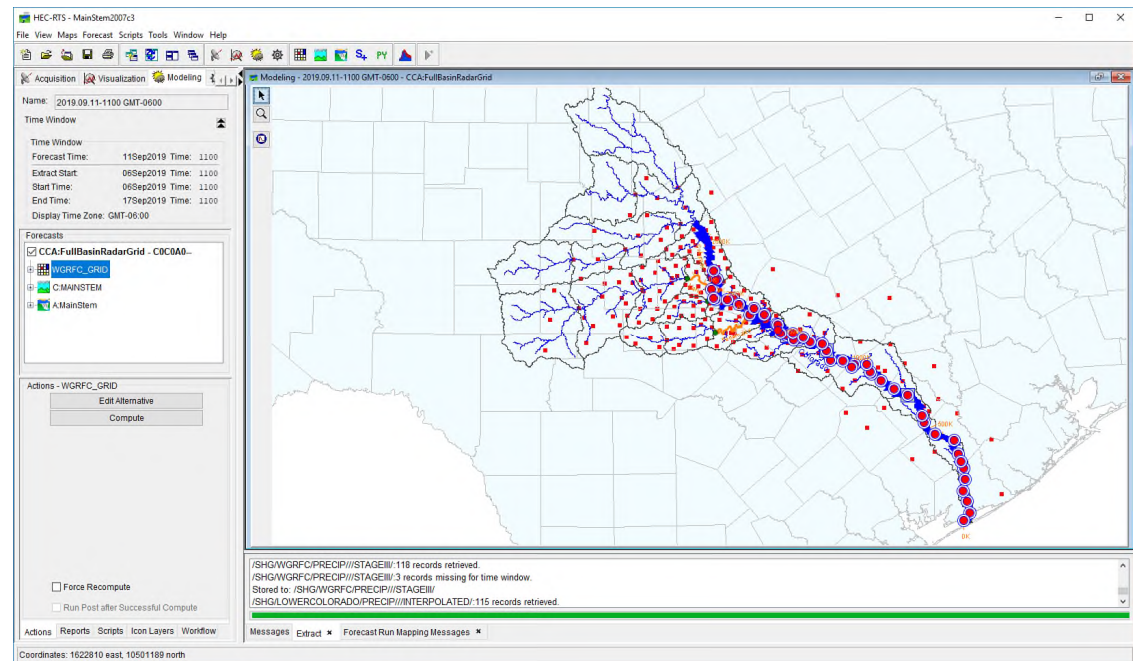 HEC-RTS - MainStem2007c3
File View Maps Forecast Scripts Tools Window Help
S+ PY
Acquisition Visualization Modeling
Name: 2019.09.11-1100 GMT-0600
Time Window
Time Window
Forecast Time: 11Sep2019 Time: 1100
Extract Start: 06Sep2019 Time: 1100
Start Time: 06Sep2019 Time: 1100
End Time: 17Sep2019 Time: 1100
Display Time Zone: GMT-06:00
Forecasts
CCA:FullBasinRadarGrid - C0C0A0--
WGRFC_GRID
C:MAINSTEM
A:MainStem
Actions - WGRFC_GRID
Edit Alternative
Compute
Force Recompute
Run Post after Successful Compute
Actions Reports Scripts Icon Layers Workflow
Modeling - 2019.09.11-1100 GMT-0600 - CCA:FullBasinRadarGrid
500K
0K
/SHG/WGRFC/PRECIP///STAGEIII/:118 records retrieved.
/SHG/WGRFC/PRECIP///STAGEIII/:3 records missing for time window.
Stored to: /SHG/WGRFC/PRECIP///STAGEIII/
/SHG/LOWERCOLORADO/PRECIP///INTERPOLATED/:115 records retrieved.
Messages Extract Forecast Run Mapping Messages
Coordinates: 1622810 east, 10501189 north